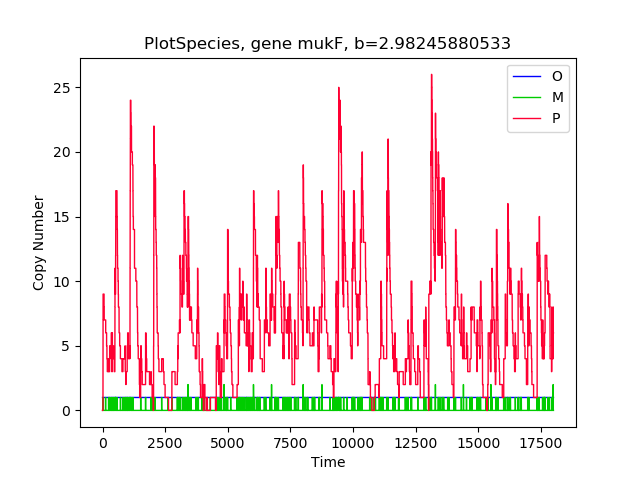 PlotSpecies, gene mukF, b=2.98245880533
O
M
P
25
20
15
10
5
0
Copy Number
0 2500 5000 7500 10000 12500 15000 17500
Time